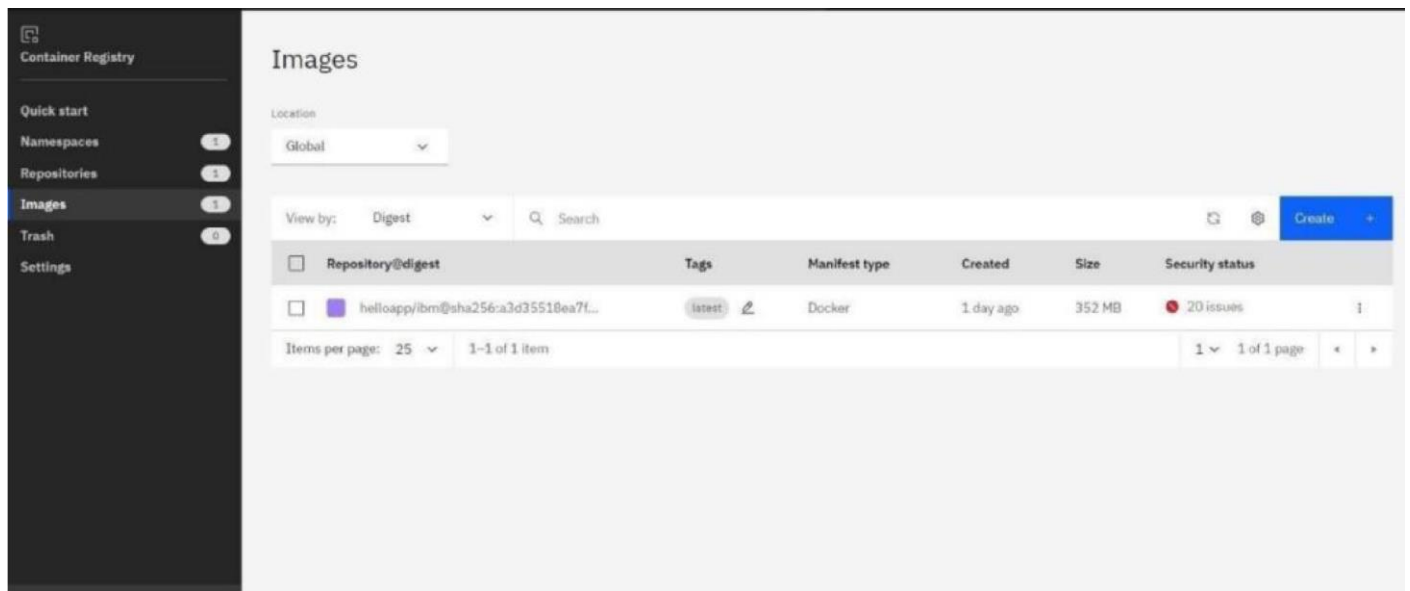 Container Registry
Quick start
Namespaces 1
Repositories 1
Images 1
Trash 0
Settings
Images
Location
Global
View by: Digest Search Create +
Repository@digest Tags Manifest type Created Size Security status
helloapp/ibm@sha256:a3d35518ea7f... latest Docker 1 day ago 352 MB 20 issues
Items per page: 25 1–1 of 1 item 1 1 of 1 page